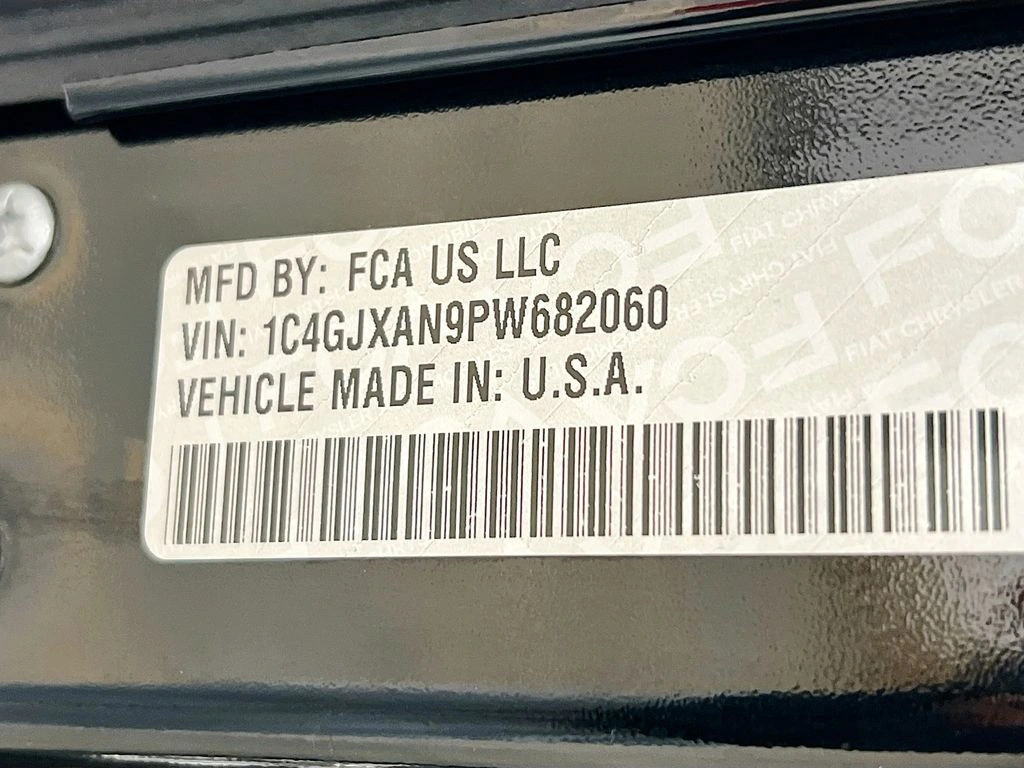 MFD BY: FCA US LLC
VIN: 1C4GJXAN9PW682060
VEHICLE MADE IN: U.S.A.